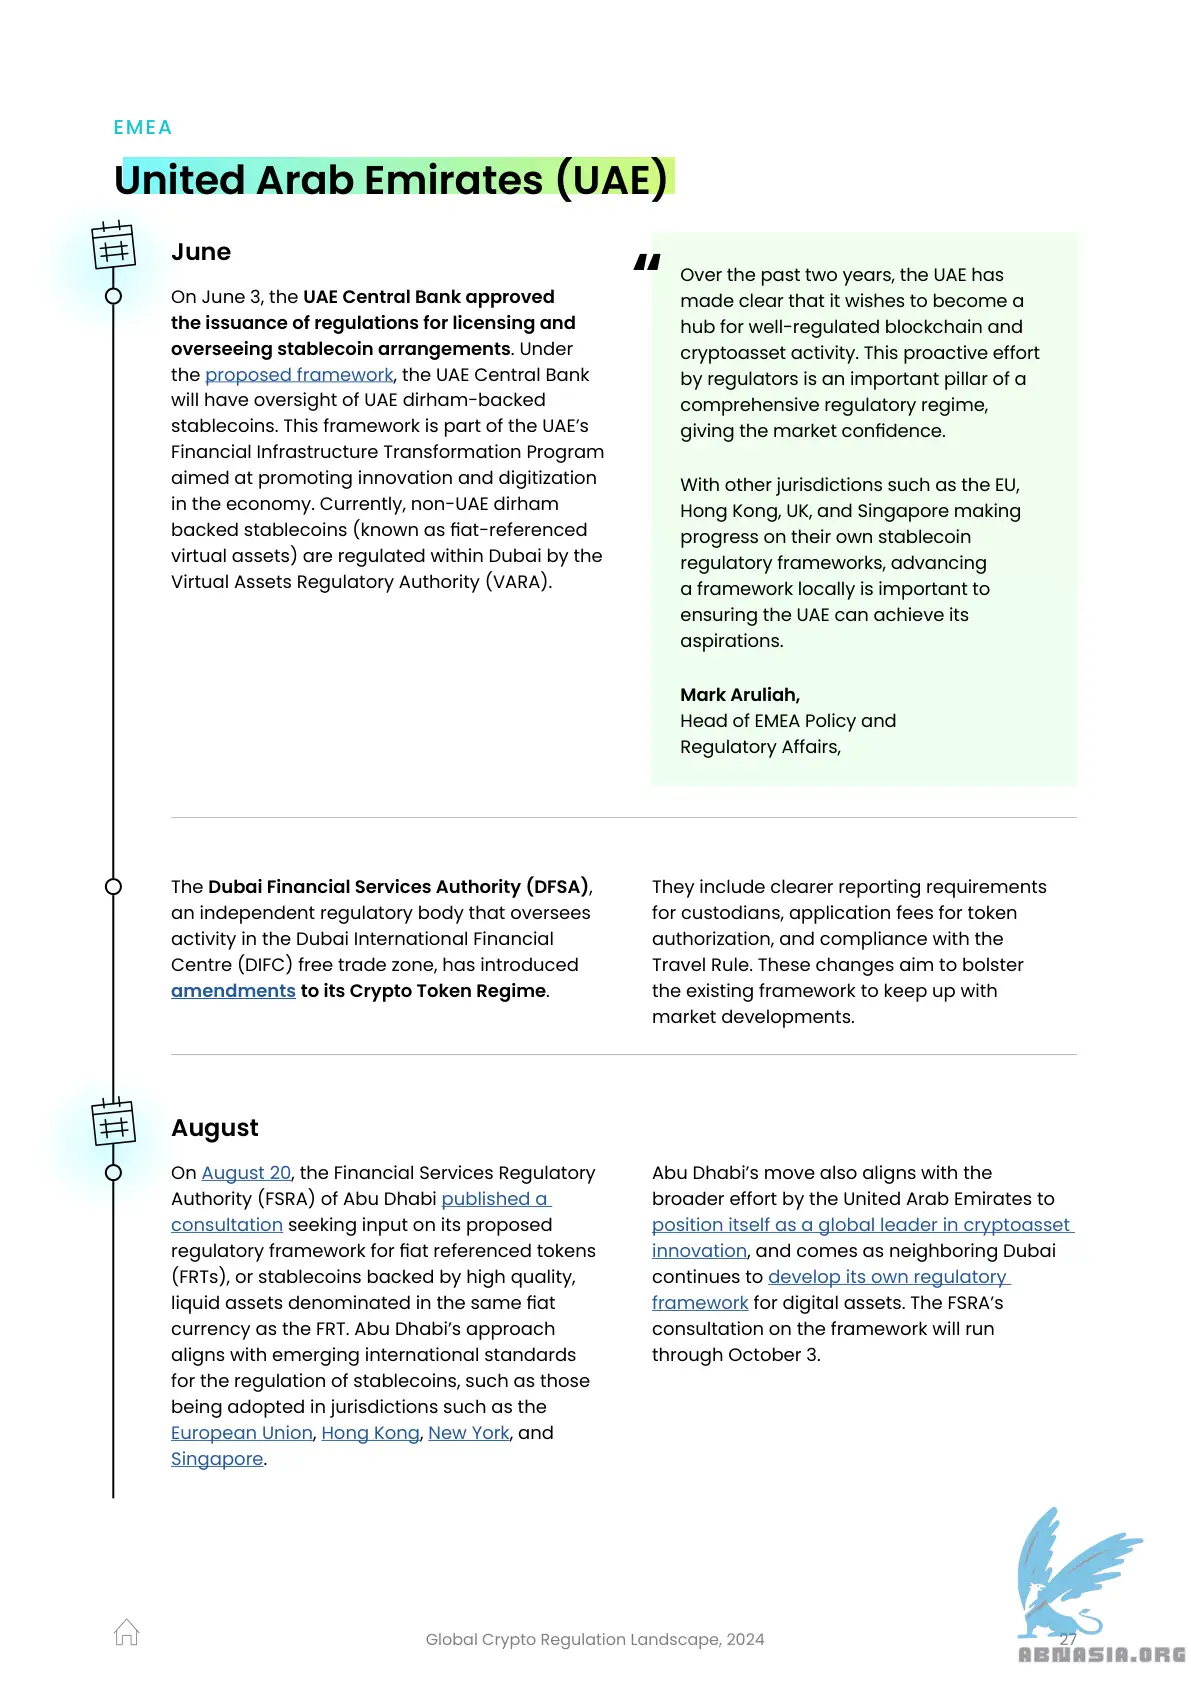 EMEA
United Arab Emirates (UAE)
June
On June 3, the UAE Central Bank approved
the issuance of regulations for licensing and
overseeing stablecoin arrangements. Under
the proposed framework, the UAE Central Bank
will have oversight of UAE dirham-backed
stablecoins. This framework is part of the UAE’s
Financial Infrastructure Transformation Program
aimed at promoting innovation and digitization
in the economy. Currently, non-UAE dirham
backed stablecoins (known as fiat-referenced
virtual assets) are regulated within Dubai by the
Virtual Assets Regulatory Authority (VARA).
“
Over the past two years, the UAE has
made clear that it wishes to become a
hub for well-regulated blockchain and
cryptoasset activity. This proactive effort
by regulators is an important pillar of a
comprehensive regulatory regime,
giving the market confidence.
With other jurisdictions such as the EU,
Hong Kong, UK, and Singapore making
progress on their own stablecoin
regulatory frameworks, advancing
a framework locally is important to
ensuring the UAE can achieve its
aspirations.
Mark Aruliah,
Head of EMEA Policy and
Regulatory Affairs,
The Dubai Financial Services Authority (DFSA),
an independent regulatory body that oversees
activity in the Dubai International Financial
Centre (DIFC) free trade zone, has introduced
amendments to its Crypto Token Regime.
They include clearer reporting requirements
for custodians, application fees for token
authorization, and compliance with the
Travel Rule. These changes aim to bolster
the existing framework to keep up with
market developments.
August
On August 20, the Financial Services Regulatory
Authority (FSRA) of Abu Dhabi published a
consultation seeking input on its proposed
regulatory framework for fiat referenced tokens
(FRTs), or stablecoins backed by high quality,
liquid assets denominated in the same fiat
currency as the FRT. Abu Dhabi’s approach
aligns with emerging international standards
for the regulation of stablecoins, such as those
being adopted in jurisdictions such as the
European Union, Hong Kong, New York, and
Singapore.
Abu Dhabi’s move also aligns with the
broader effort by the United Arab Emirates to
position itself as a global leader in cryptoasset
innovation, and comes as neighboring Dubai
continues to develop its own regulatory
framework for digital assets. The FSRA’s
consultation on the framework will run
through October 3.
Global Crypto Regulation Landscape, 2024
27
ABNASIA.ORG